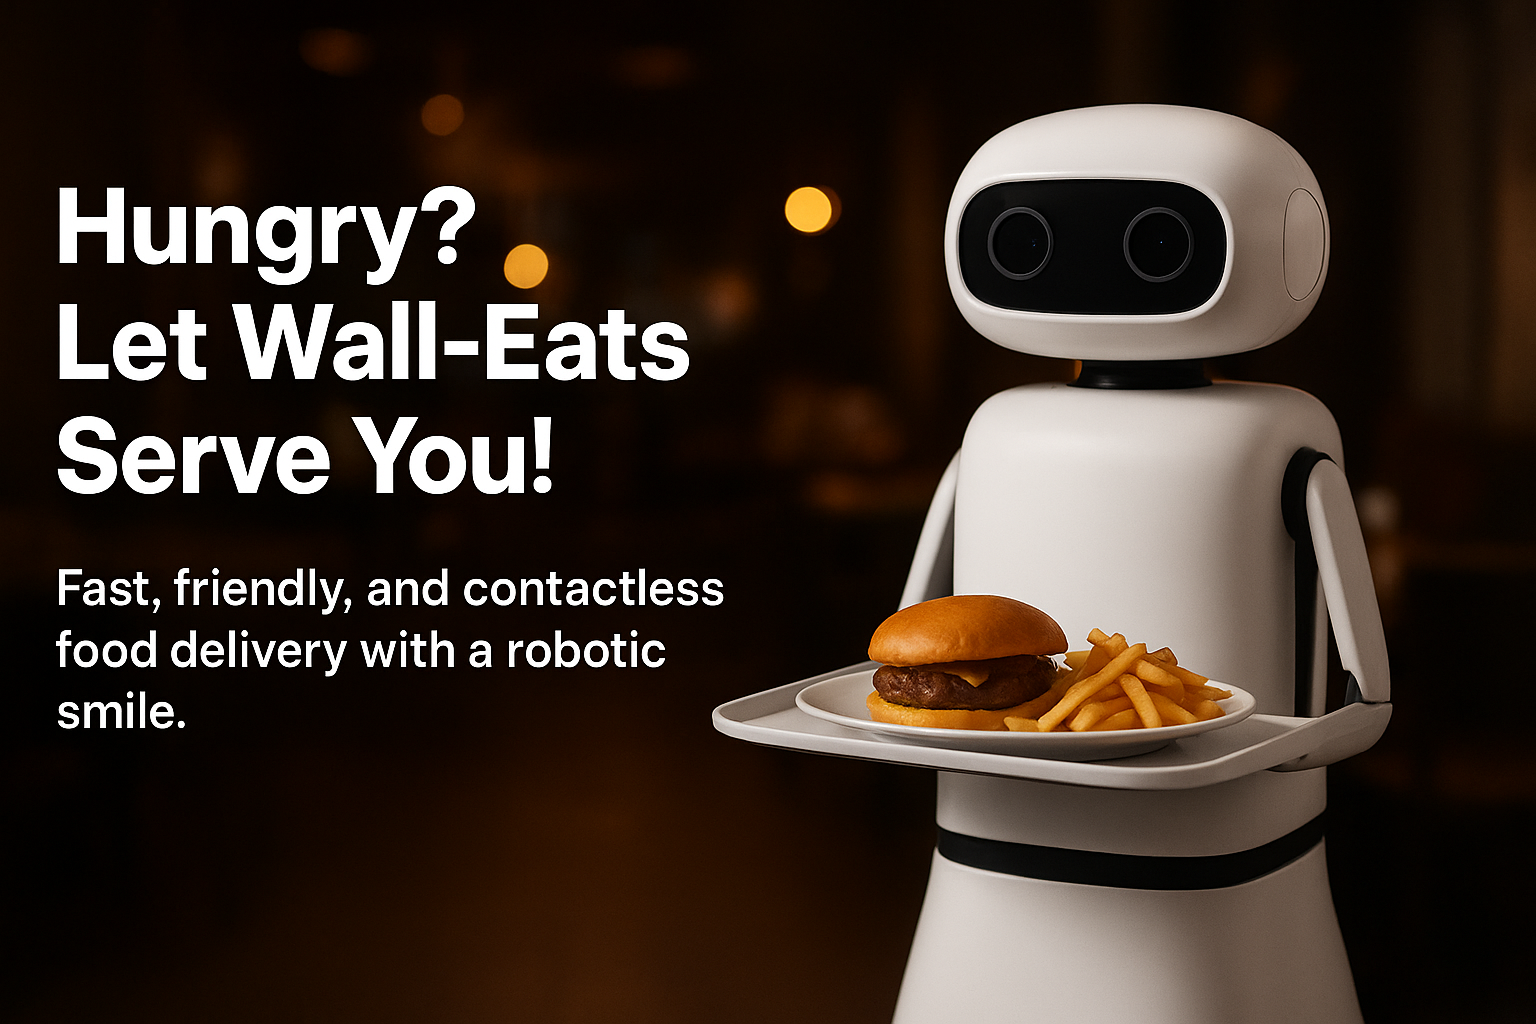 Hungry?
Let Wall-Eats
Serve You!
Fast, friendly, and contactless
food delivery with a robotic
smile.